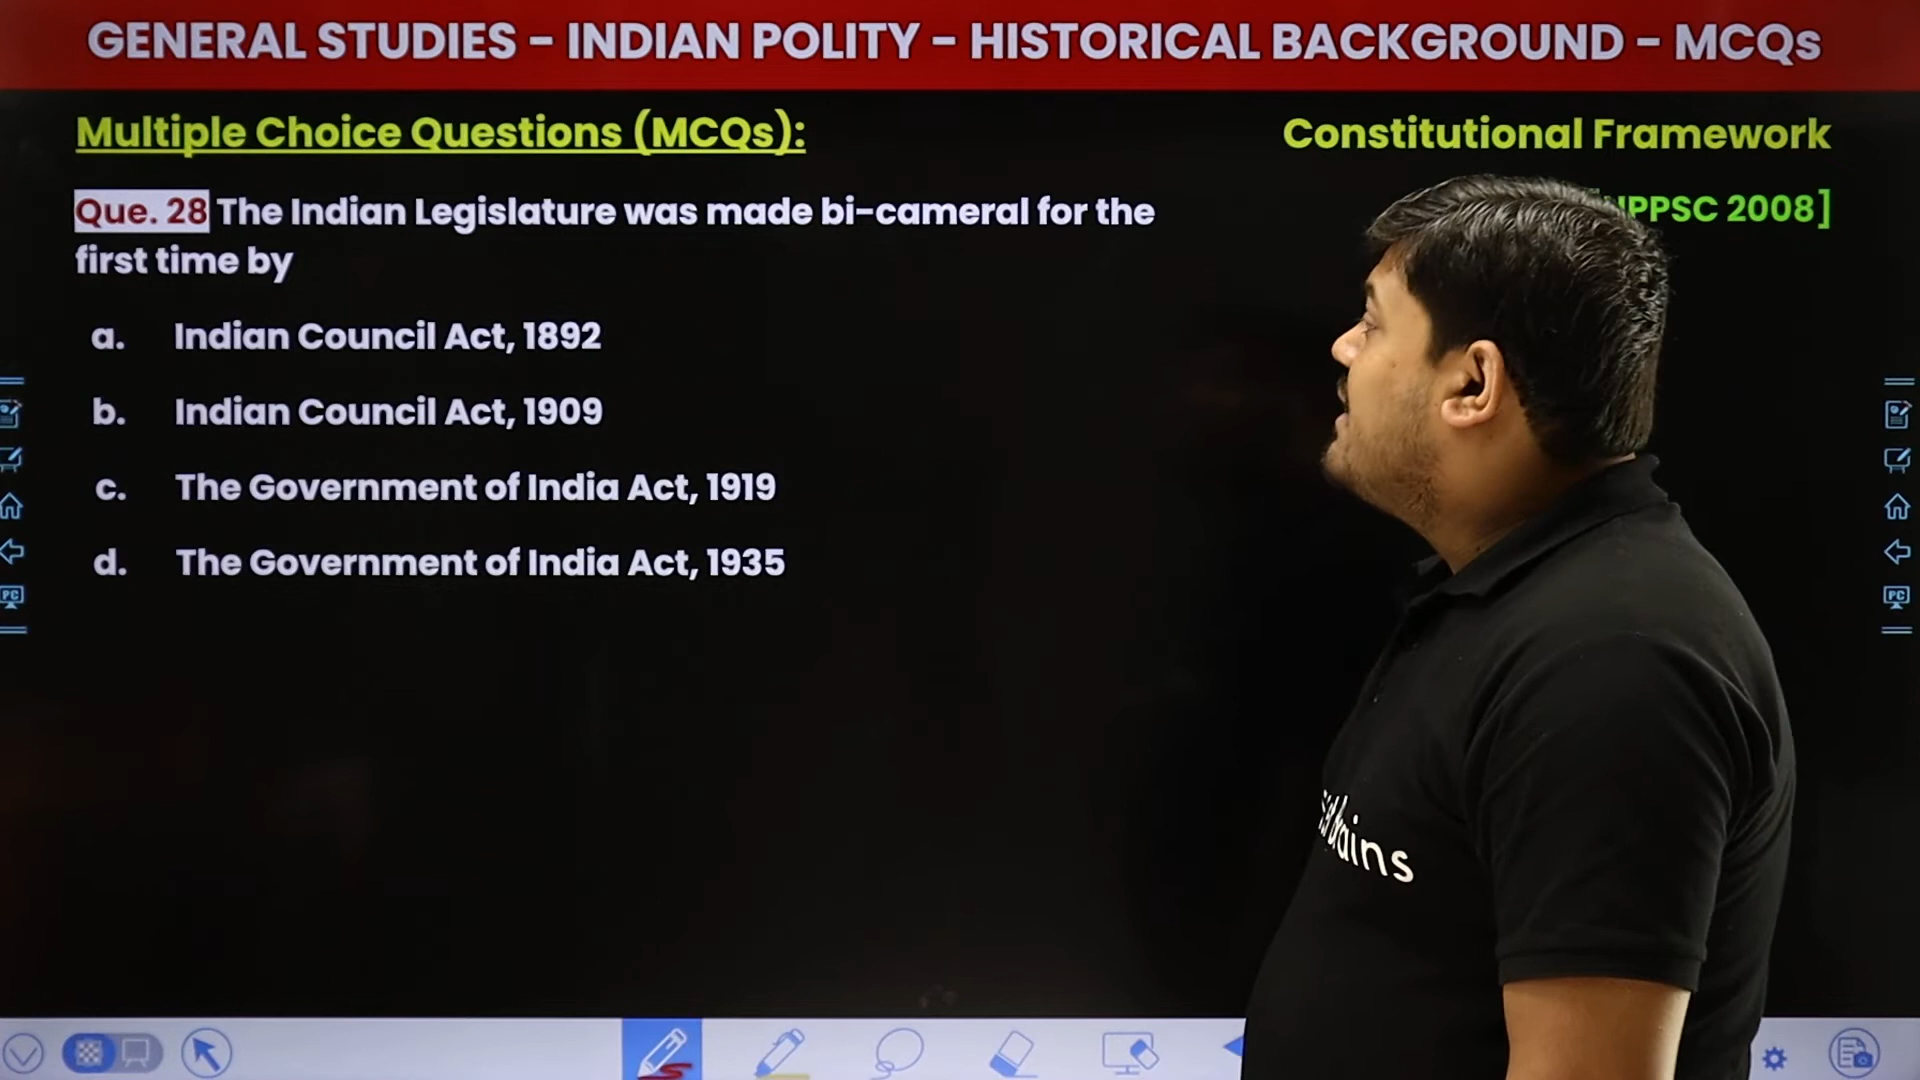 GENERAL STUDIES - INDIAN POLITY - HISTORICAL BACKGROUND - MCQs
Multiple Choice Questions (MCQs):
Constitutional Framework
Que. 28 The Indian Legislature was made bi-cameral for the
2008]
first time by
a. Indian Council Act, 1892
b. Indian Council Act, 1909
c. The Government of India Act, 1919
d. The Government of India Act, 1935
PC
PC